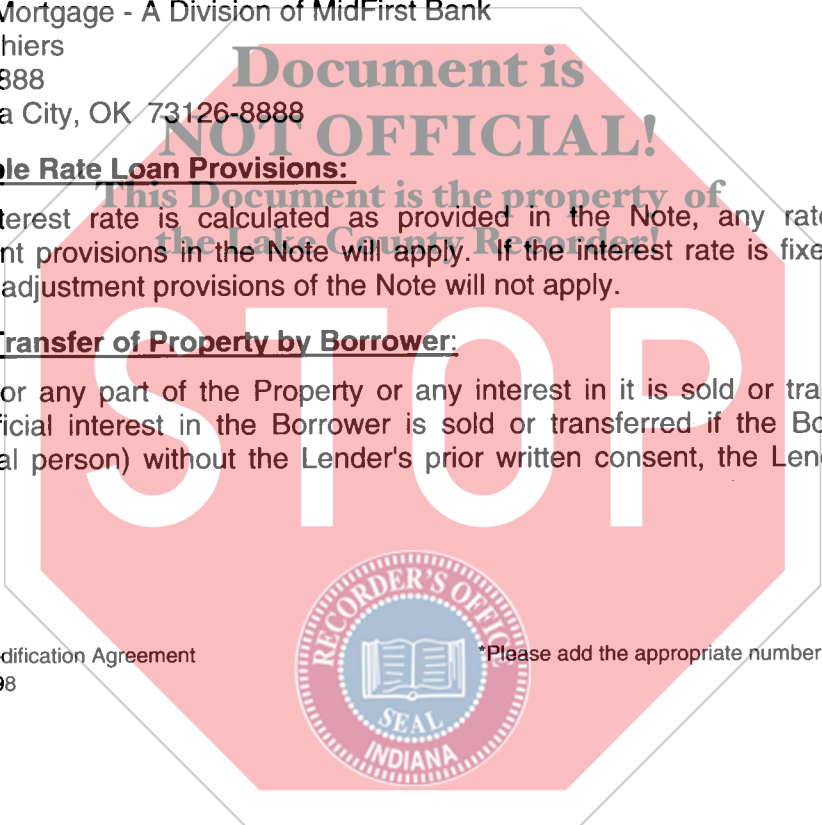 Mortgage - A Division of MidFirst Bank
hiers
888
a City, OK 73126-8888
Document is
NOT OFFICIAL!
ble Rate Loan Provisions:
This Document is the property of
terest rate is calculated as provided in the Note, any rate
the Lake County Recorder!
nt provisions in the Note will apply. If the interest rate is fixe
adjustment provisions of the Note will not apply.
STOP
Transfer of Property by Borrower:
or any part of the Property or any interest in it is sold or tra
ficial interest in the Borrower is sold or transferred if the Bo
al person) without the Lender's prior written consent, the Len
RECORDER'S OFFICE
SEAL
INDIANA
dification Agreement
*Please add the appropriate number
98